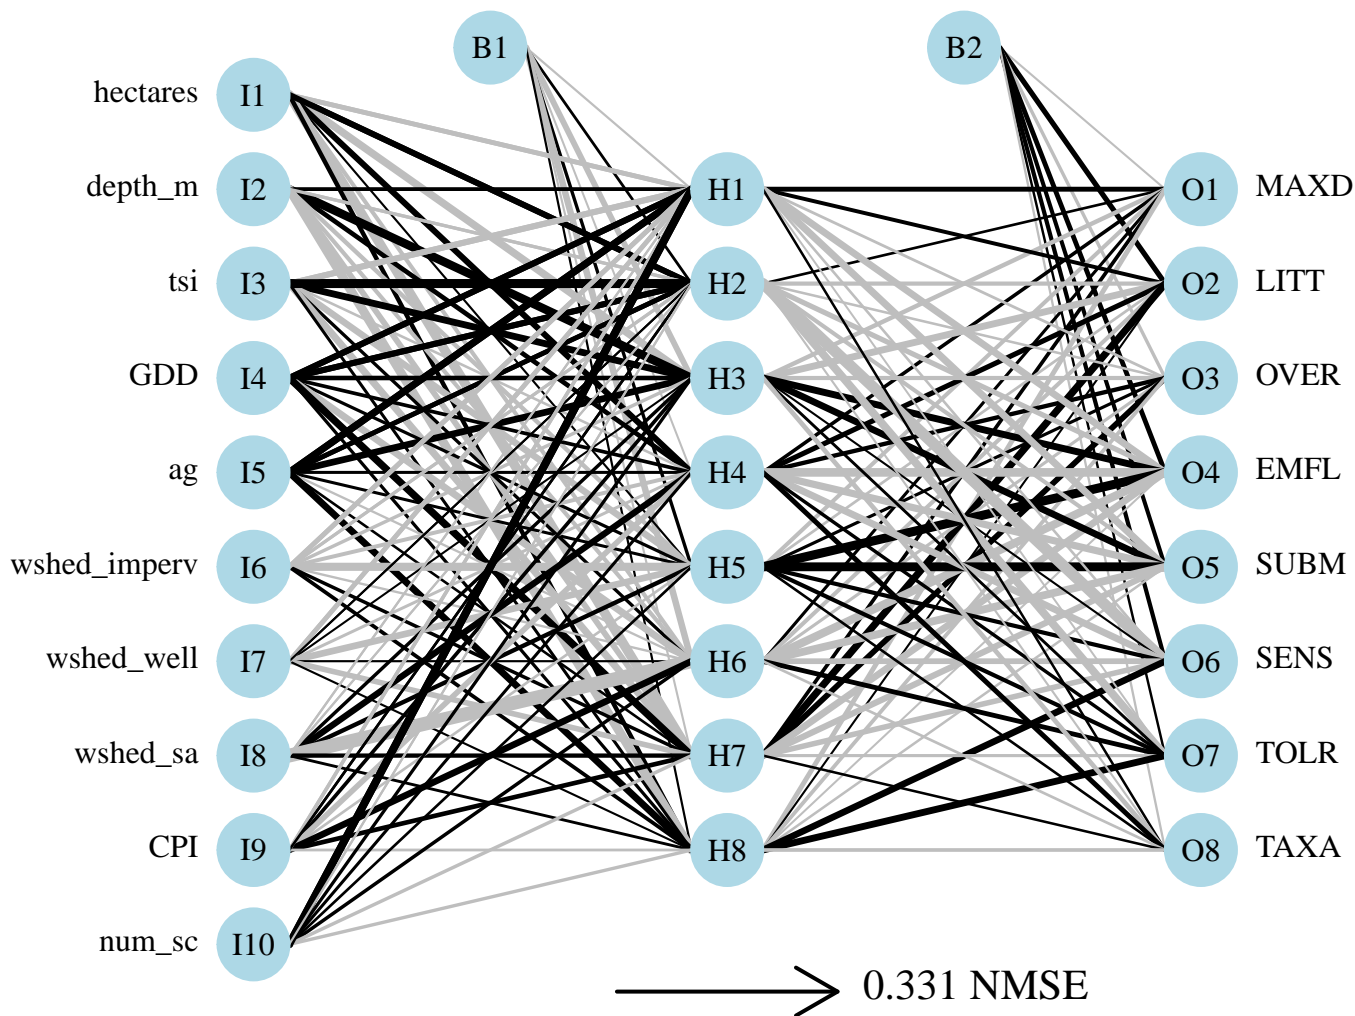 B1 B2
hectares I1
depth_m I2 H1 O1 MAXD
tsi I3 H2 O2 LITT
GDD I4 H3 O3 OVER
ag I5 H4 O4 EMFL
wshed_imperv I6 H5 O5 SUBM
wshed_well I7 H6 O6 SENS
wshed_sa I8 H7 O7 TOLR
CPI I9 H8 O8 TAXA
num_sc I10
0.331 NMSE